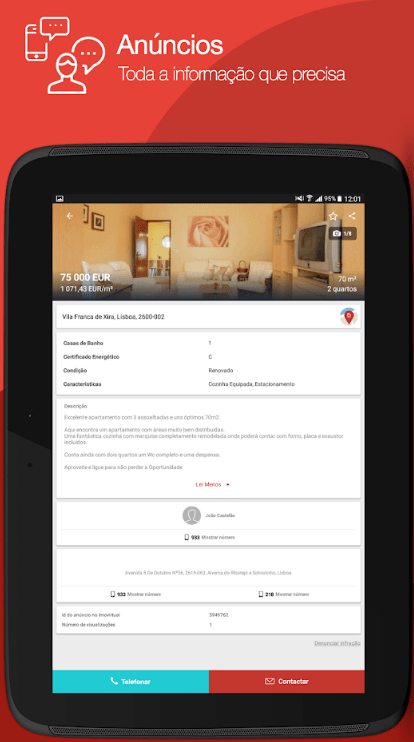 Anúncios
Toda a informação que precisa
95% 12:01
1/8
75 000 EUR
1 071,43 EUR/m²
70 m²
2 quartos
Vila Franca de Xira, Lisboa, 2600-002
Casas de Banho 1
Certificado Energético C
Condição Renovado
Características Cozinha Equipada, Estacionamento
Descrição
Excelente apartamento com 3 assoalhadas e uns óptimos 70m2.
Aqui encontra um apartamento com áreas muito bem distribuidas:
Uma fantástica cozinha com marquise completamente remodelada onde poderá contar com forno, placa e exaustor
incluidos.
Conta ainda com dois quartos um Wc completo e uma despensa.
Aproveite e ligue para não perder a Oportunidade
Ler Menos
João Castelão
933 Mostrar número
Avenida 5 De Outubro Nº38, 2615-063, Alverca do Ribatejo e Sobralinho, Lisboa
933 Mostrar número 218 Mostrar número
Id do anúncio no Imovirtual 5949762
Número de visualizações 1
Denunciar infração
Telefonar Contactar